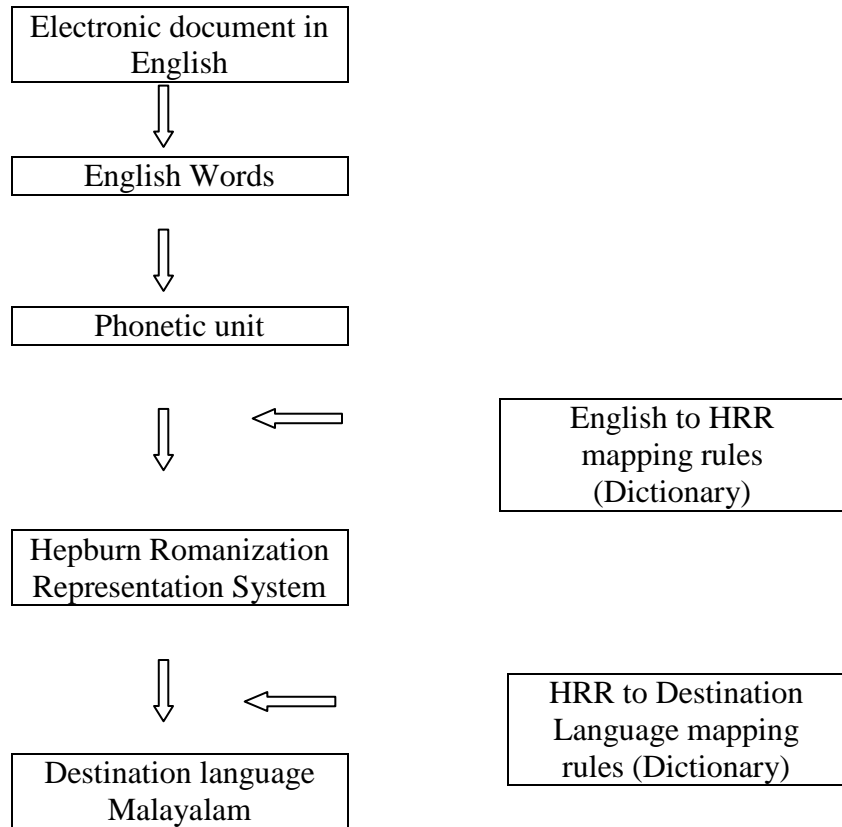 Electronic document in
English
English Words
Phonetic unit
English to HRR
mapping rules
(Dictionary)
Hepburn Romanization
Representation System
HRR to Destination
Language mapping
rules (Dictionary)
Destination language
Malayalam